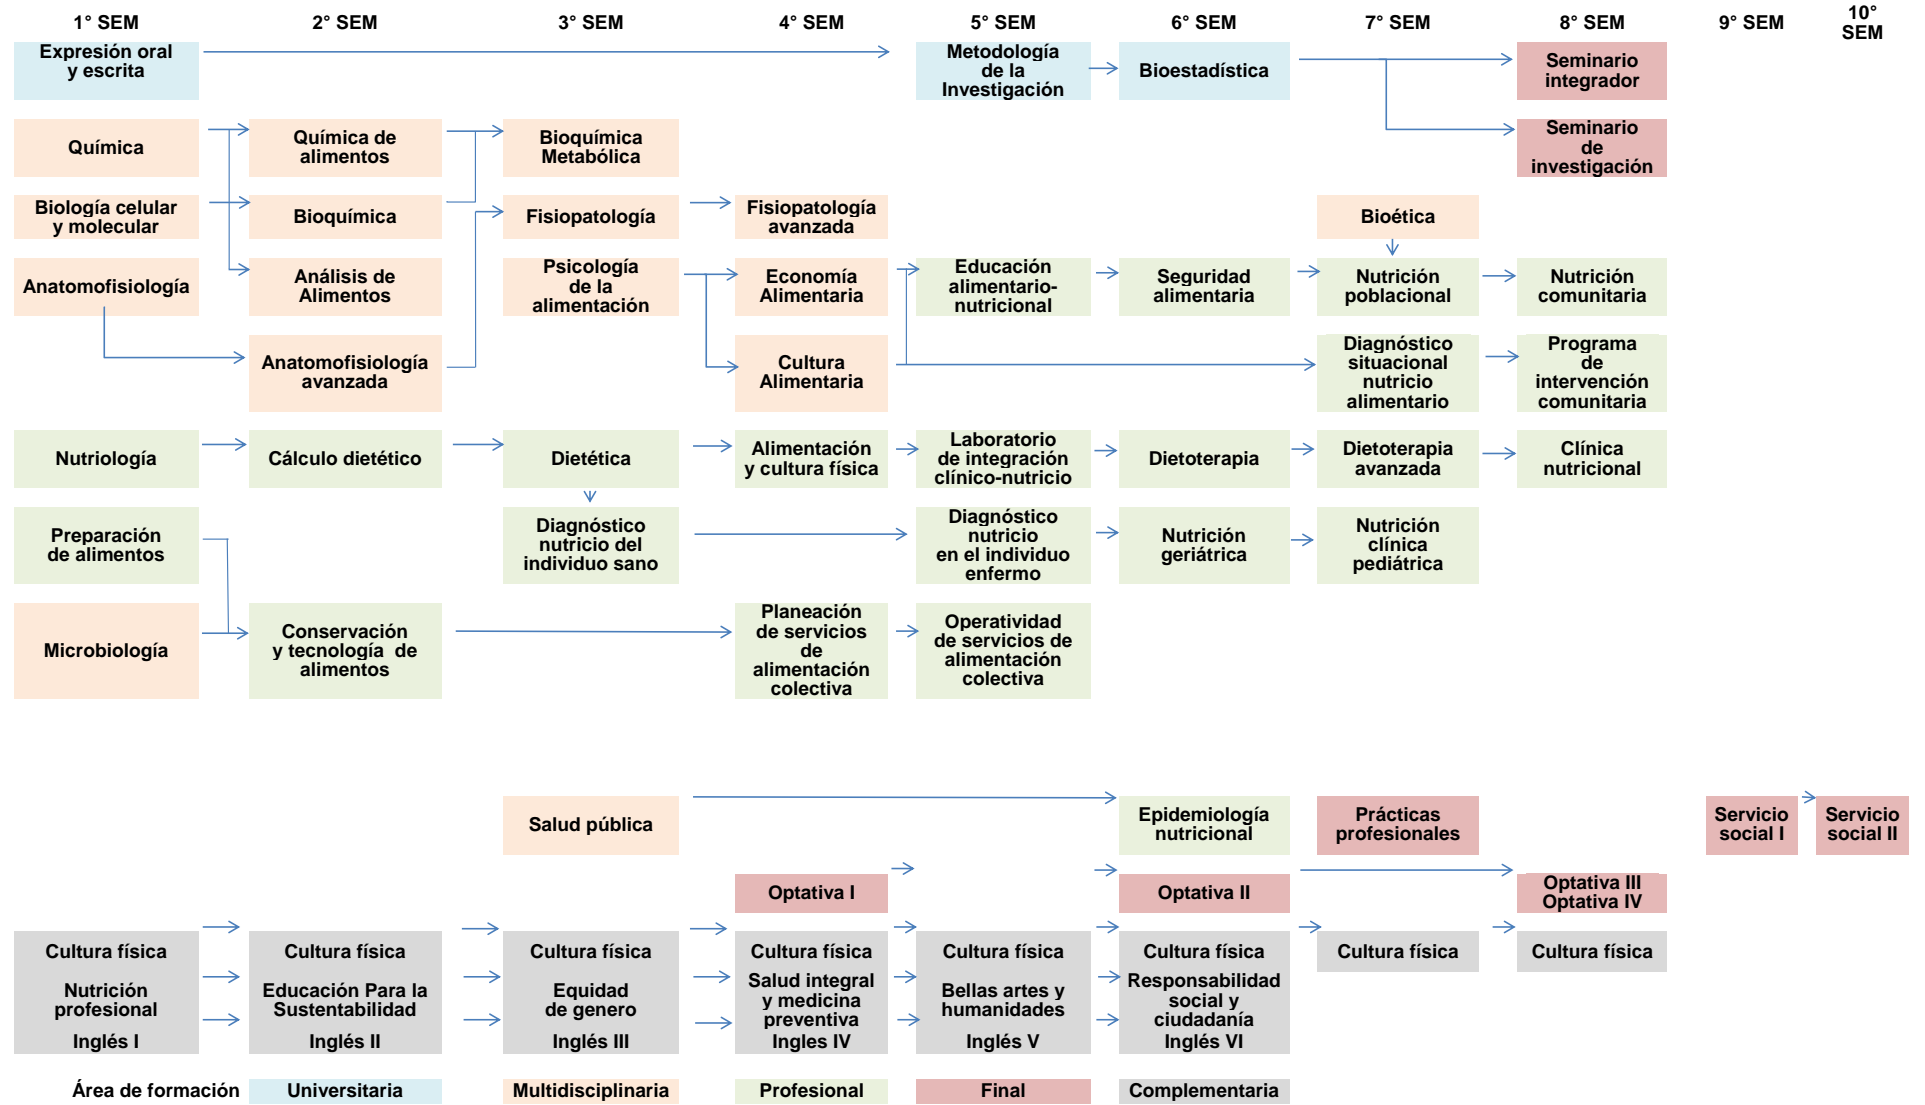 1° SEM
2° SEM
3° SEM
4° SEM
5° SEM
6° SEM
7° SEM
8° SEM
9° SEM
10°
SEM
Expresión oral
y escrita
Metodología
de la
Investigación
Bioestadística
Seminario
integrador
Química
Química de
alimentos
Bioquímica
Metabólica
Seminario
de
investigación
Biología celular
y molecular
Bioquímica
Fisiopatología
Fisiopatología
avanzada
Bioética
Anatomofisiología
Análisis de
Alimentos
Psicología
de la
alimentación
Economía
Alimentaria
Educación
alimentario-
nutricional
Seguridad
alimentaria
Nutrición
poblacional
Nutrición
comunitaria
Anatomofisiología
avanzada
Cultura
Alimentaria
Diagnóstico
situacional
nutricio
alimentario
Programa
de
intervención
comunitaria
Nutriología
Cálculo dietético
Dietética
Alimentación
y cultura física
Laboratorio
de integración
clínico-nutricio
Dietoterapia
Dietoterapia
avanzada
Clínica
nutricional
Preparación
de alimentos
Diagnóstico
nutricio del
individuo sano
Diagnóstico
nutricio
en el individuo
enfermo
Nutrición
geriátrica
Nutrición
clínica
pediátrica
Microbiología
Conservación
y tecnología de
alimentos
Planeación
de servicios
de
alimentación
colectiva
Operatividad
de servicios de
alimentación
colectiva
Salud pública
Epidemiología
nutricional
Prácticas
profesionales
Servicio
social I
Servicio
social II
Optativa I
Optativa II
Optativa III
Optativa IV
Cultura física
Nutrición
profesional
Inglés I
Cultura física
Educación Para la
Sustentabilidad
Inglés II
Cultura física
Equidad
de genero
Inglés III
Cultura física
Salud integral
y medicina
preventiva
Ingles IV
Cultura física
Bellas artes y
humanidades
Inglés V
Cultura física
Responsabilidad
social y
ciudadanía
Inglés VI
Cultura física
Cultura física
Área de formación
Universitaria
Multidisciplinaria
Profesional
Final
Complementaria